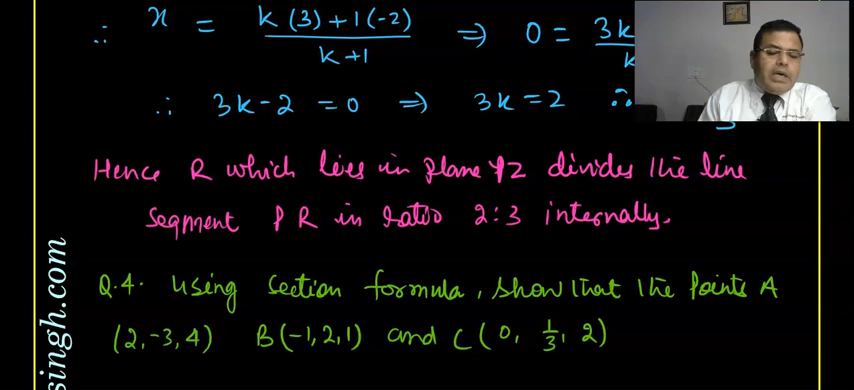 ∴ x = k(3)+1(-2) / k+1 ⇒ 0 = 3k
∴ 3k-2 = 0 ⇒ 3k = 2 ∴
Hence R which lies in plane YZ divides the line
segment PR in ratio 2:3 internally.
Q.4. Using section formula, show that the points A
(2, -3, 4) B(-1, 2, 1) and C(0, 1/3, 2)
singh.com